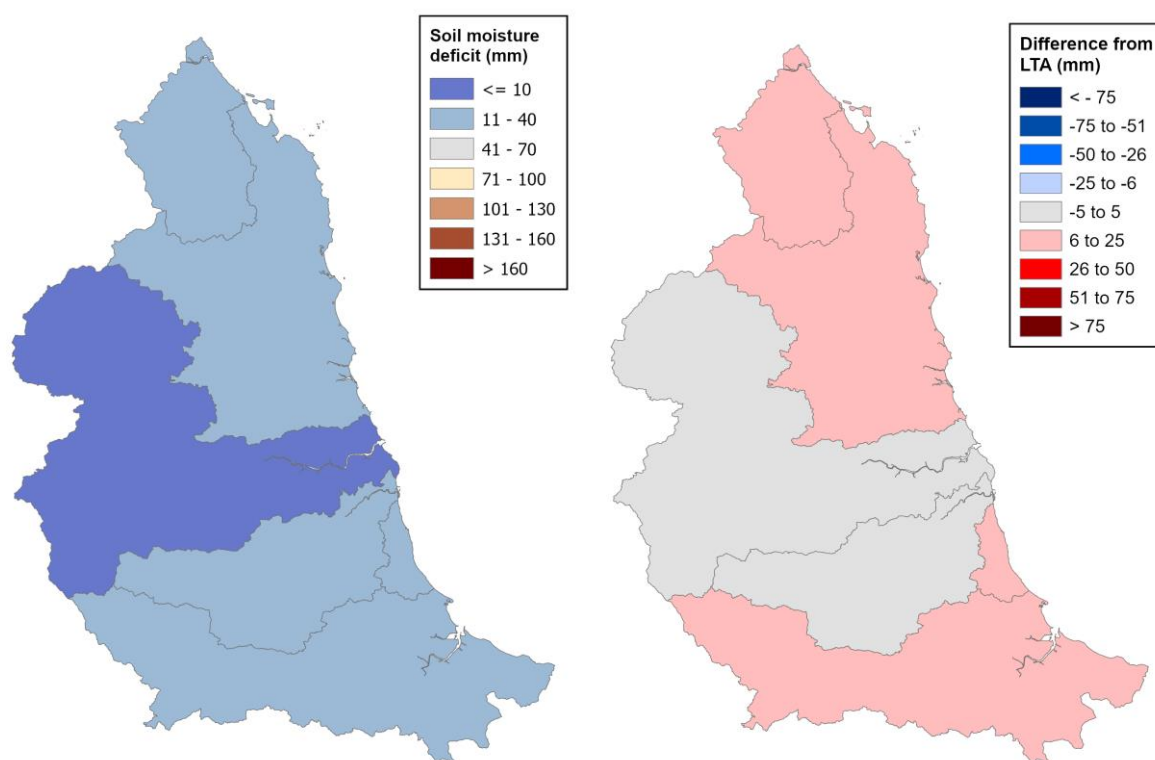 Soil moisture
deficit (mm)
<= 10
11 - 40
41 - 70
71 - 100
101 - 130
131 - 160
> 160
Difference from
LTA (mm)
< - 75
-75 to -51
-50 to -26
-25 to -6
-5 to 5
6 to 25
26 to 50
51 to 75
> 75